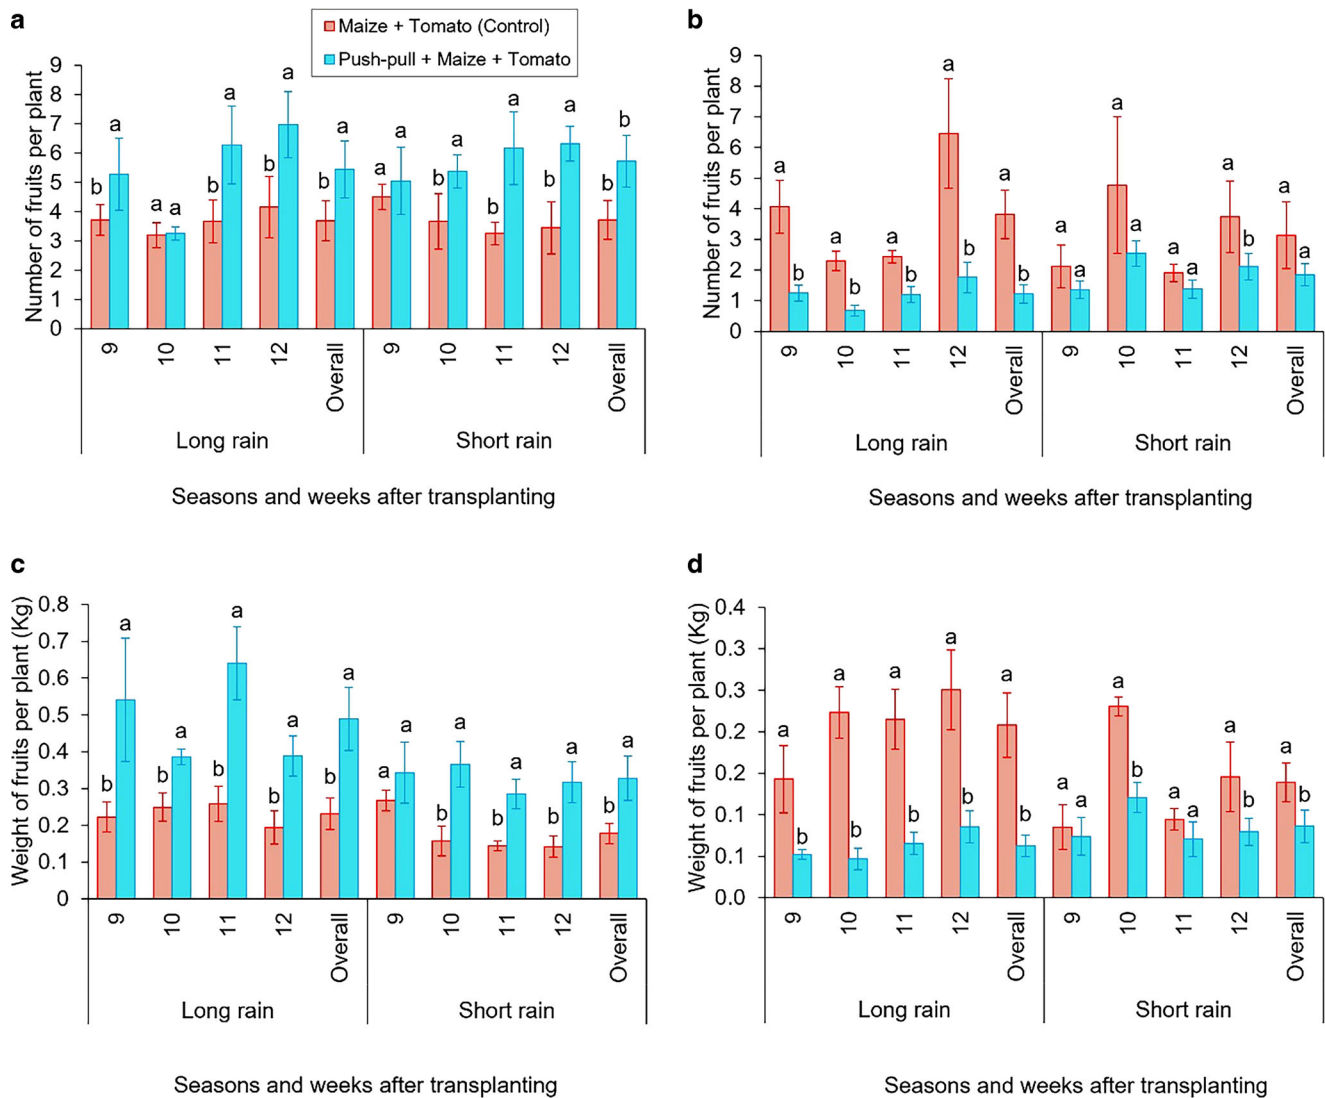 a
Maize + Tomato (Control)
Push-pull + Maize + Tomato
Number of fruits per plant
9
8
7
6
5
4
3
2
1
0
b a a a b a b a b a a a b a b a b a b b
9 10 11 12 Overall 9 10 11 12 Overall
Long rain Short rain
Seasons and weeks after transplanting
b
Number of fruits per plant
9
8
7
6
5
4
3
2
1
0
a b a b a b a b a b a a a a a a b a a
9 10 11 12 Overall 9 10 11 12 Overall
Long rain Short rain
Seasons and weeks after transplanting
c
Weight of fruits per plant (Kg)
0.8
0.7
0.6
0.5
0.4
0.3
0.2
0.1
0
b a b a b a b a b a a a b a b a b a b a
9 10 11 12 Overall 9 10 11 12 Overall
Long rain Short rain
Seasons and weeks after transplanting
d
Weight of fruits per plant (Kg)
0.4
0.3
0.3
0.2
0.2
0.1
0.1
0.0
a b a b a b a b a b a a a b a a a b a b
9 10 11 12 Overall 9 10 11 12 Overall
Long rain Short rain
Seasons and weeks after transplanting